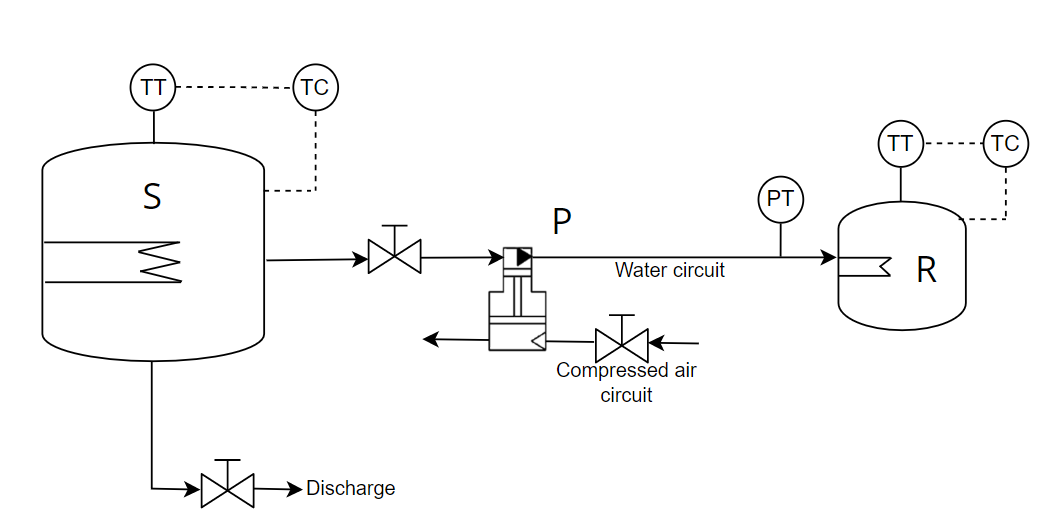 TT
TC
S
P
PT
TT
TC
Water circuit
R
Compressed air
circuit
Discharge